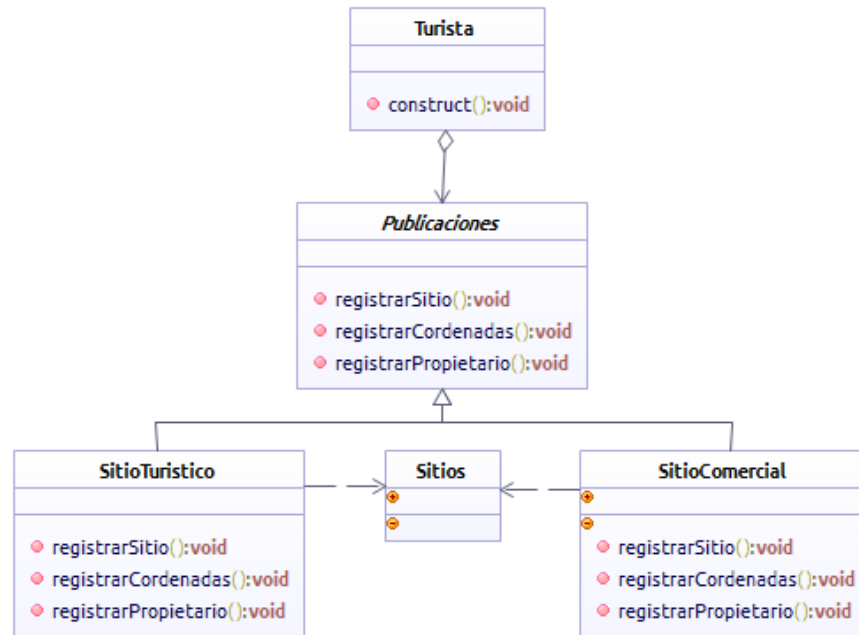 Turista
construct():void
Publicaciones
registrarSitio():void
registrarCordenadas():void
registrarPropietario():void
SitioTuristico
registrarSitio():void
registrarCordenadas():void
registrarPropietario():void
Sitios
SitioComercial
registrarSitio():void
registrarCordenadas():void
registrarPropietario():void